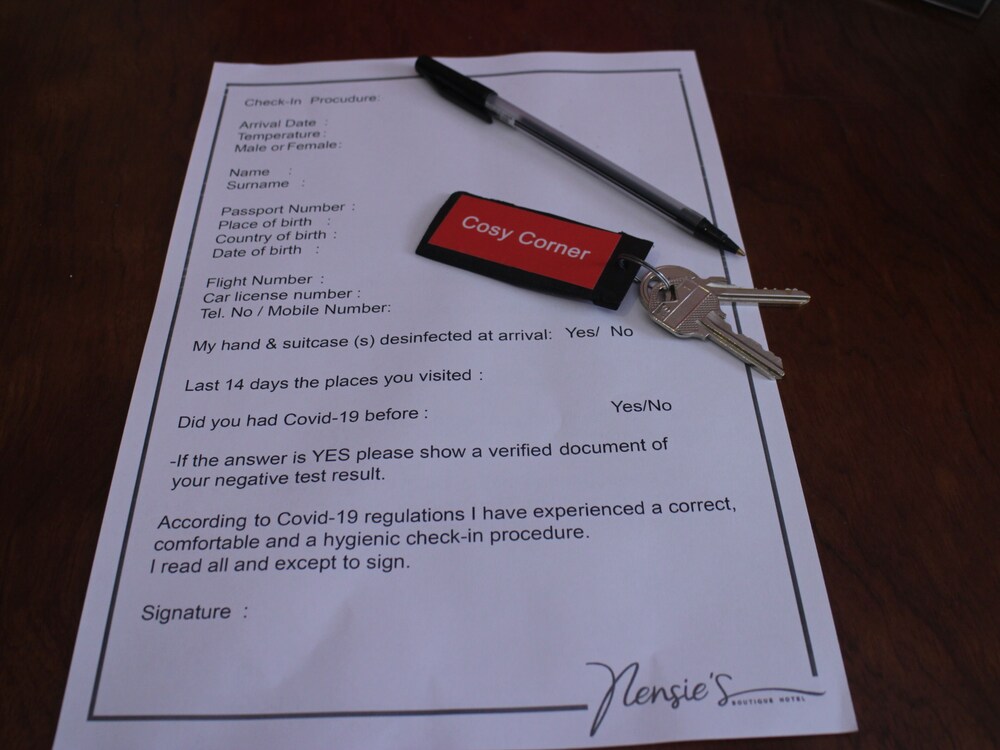 Check-In Procudure:
Arrival Date :
Temperature :
Male or Female:
Name :
Surname :
Passport Number :
Place of birth :
Country of birth :
Date of birth :
Flight Number :
Car license number :
Tel. No / Mobile Number:
Cosy Corner
My hand & suitcase (s) desinfected at arrival: Yes/ No
Last 14 days the places you visited :
Did you had Covid-19 before : Yes/No
-If the answer is YES please show a verified document of
your negative test result.
According to Covid-19 regulations I have experienced a correct,
comfortable and a hygienic check-in procedure.
I read all and except to sign.
Signature :
Nensie's
BOUTIQUE HOTEL